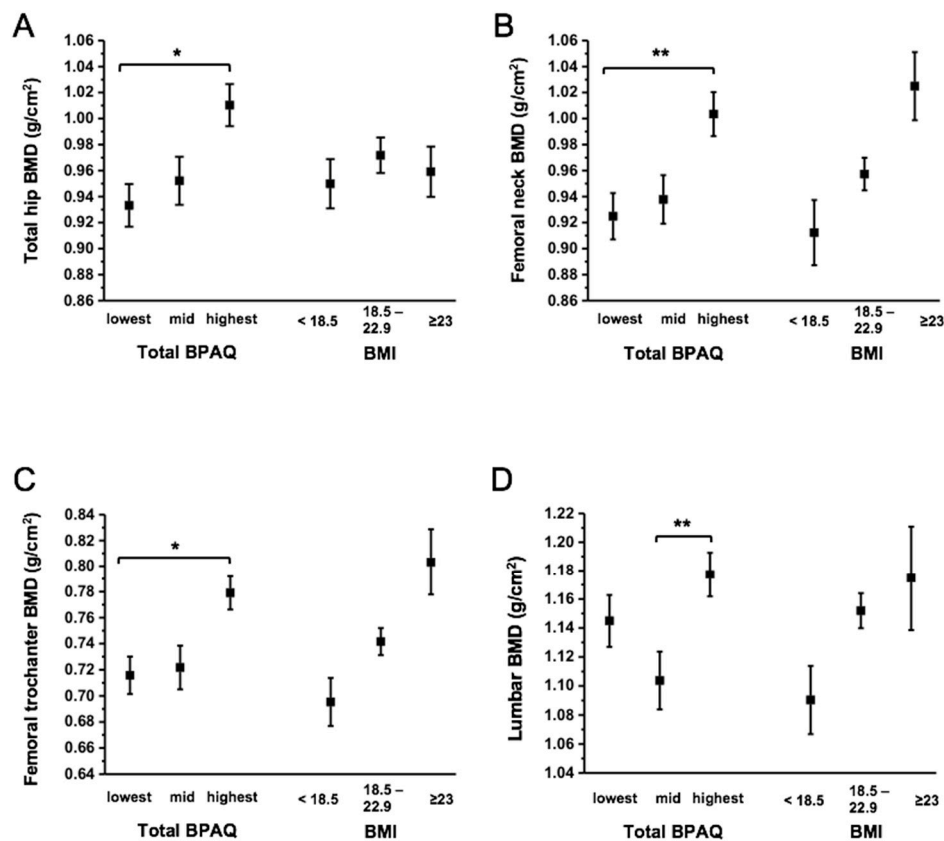 A
Total hip BMD (g/cm²)
1.06
1.04
1.02
1.00
0.98
0.96
0.94
0.92
0.90
0.88
0.86
*
lowest mid highest < 18.5 18.5 – 22.9 ≥23
Total BPAQ BMI
B
Femoral neck BMD (g/cm²)
1.06
1.04
1.02
1.00
0.98
0.96
0.94
0.92
0.90
0.88
0.86
**
lowest mid highest < 18.5 18.5 – 22.9 ≥23
Total BPAQ BMI
C
Femoral trochanter BMD (g/cm²)
0.84
0.82
0.80
0.78
0.76
0.74
0.72
0.70
0.68
0.66
0.64
*
lowest mid highest < 18.5 18.5 – 22.9 ≥23
Total BPAQ BMI
D
Lumbar BMD (g/cm²)
1.22
1.20
1.18
1.16
1.14
1.12
1.10
1.08
1.06
1.04
**
lowest mid highest < 18.5 18.5 – 22.9 ≥23
Total BPAQ BMI